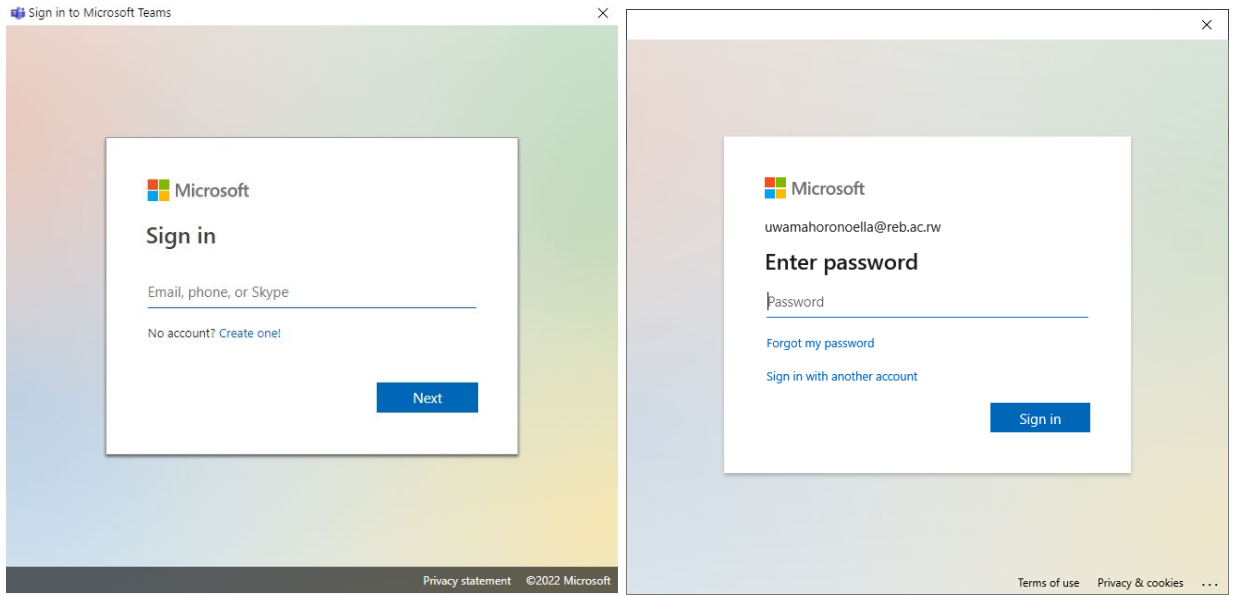 Sign in to Microsoft Teams
Microsoft
Sign in
Email, phone, or Skype
No account? Create one!
Next
Privacy statement ©2022 Microsoft
Microsoft
uwamahoronoella@reb.ac.rw
Enter password
Password
Forgot my password
Sign in with another account
Sign in
Terms of use Privacy & cookies ...